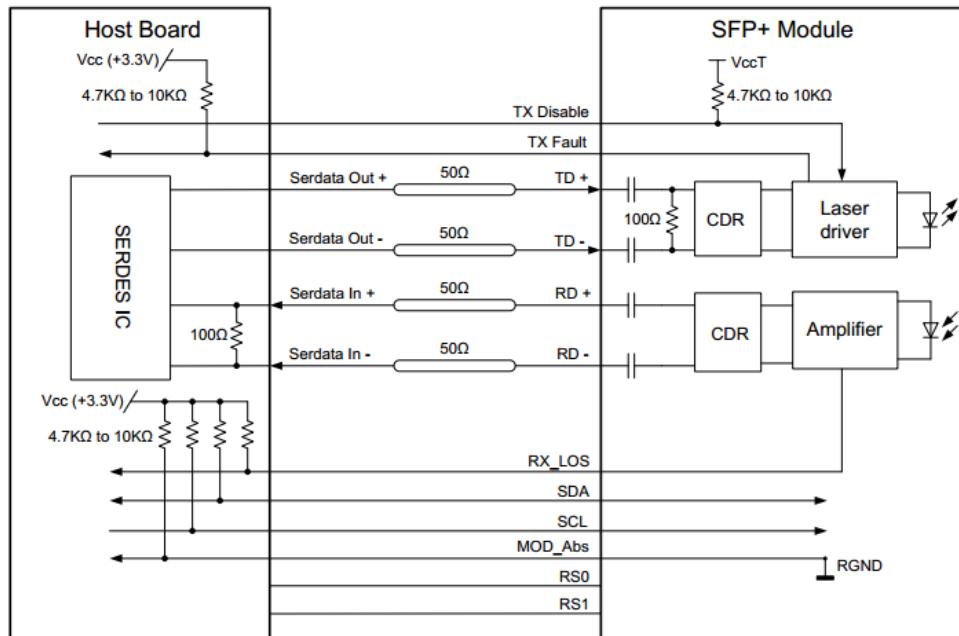 Host Board
SFP+ Module
Vcc (+3.3V)
VccT
4.7KΩ to 10KΩ
4.7KΩ to 10KΩ
TX Disable
TX Fault
Serdata Out +
50Ω
TD +
100Ω
CDR
Laser
driver
Serdata Out -
50Ω
TD -
SERDES IC
Serdata In +
50Ω
RD +
100Ω
CDR
Amplifier
Serdata In -
50Ω
RD -
Vcc (+3.3V)
4.7KΩ to 10KΩ
RX_LOS
SDA
SCL
MOD_Abs
RGND
RS0
RS1